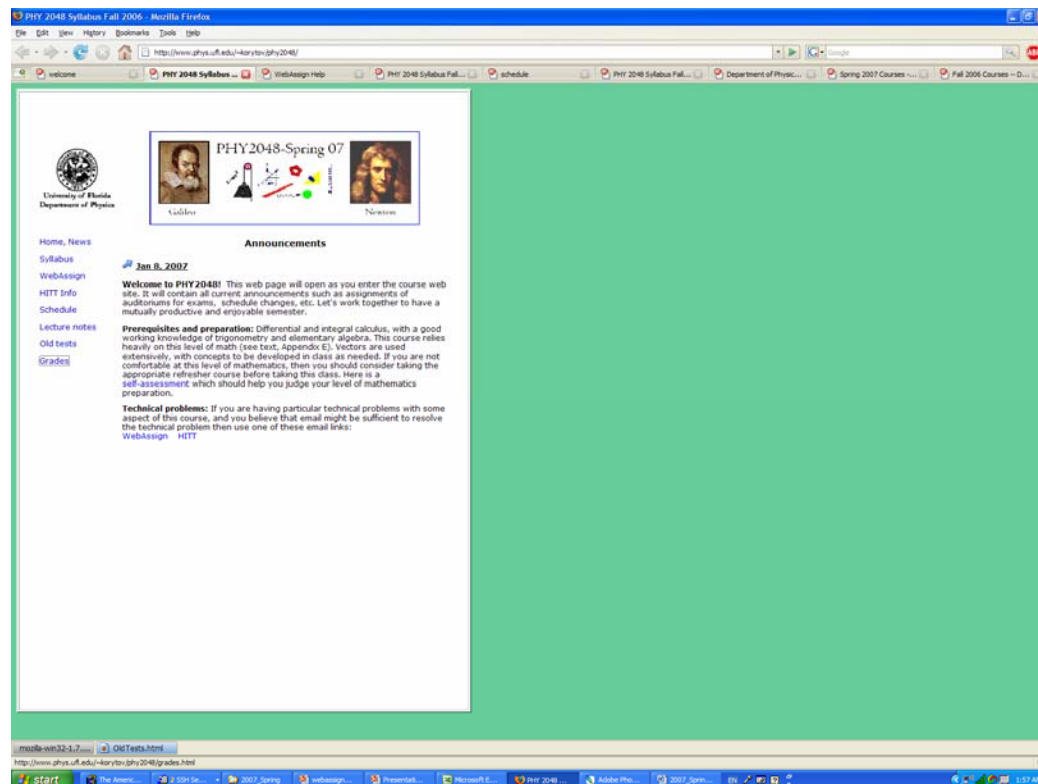 PHY 2048 Syllabus Fall 2006 - Mozilla Firefox
File Edit View History Bookmarks Tools Help
http://www.phys.ufl.edu/~korytov/phy2048/
Google
welcome PHY 2048 Syllabus ... WebAssign Help PHY 2048 Syllabus Fall... schedule PHY 2048 Syllabus Fall... Department of Physic... Spring 2007 Courses -... Fall 2006 Courses -- D...
PHY2048-Spring 07
Galileo Newton
University of Florida
Department of Physics
Home, News
Syllabus
WebAssign
HITT Info
Schedule
Lecture notes
Old tests
Grades
Announcements
Jan 8, 2007
Welcome to PHY2048! This web page will open as you enter the course web
site. It will contain all current announcements such as assignments of
auditoriums for exams, schedule changes, etc. Let's work together to have a
mutually productive and enjoyable semester.
Prerequisites and preparation: Differential and integral calculus, with a good
working knowledge of trigonometry and elementary algebra. This course relies
heavily on this level of math (see text, Appendix E). Vectors are used
extensively, with concepts to be developed in class as needed. If you are not
comfortable at this level of mathematics, then you should consider taking the
appropriate refresher course before taking this class. Here is a
self-assessment which should help you judge your level of mathematics
preparation.
Technical problems: If you are having particular technical problems with some
aspect of this course, and you believe that email might be sufficient to resolve
the technical problem then use one of these email links:
WebAssign HITT
mozilla-win32-1.7.... OldTests.html
http://www.phys.ufl.edu/~korytov/phy2048/grades.html
start The Americ... 2 SSH Se... 2007_Spring webassign... Presentati... Microsoft E... PHY 2048 ... Adobe Pho... 2007_Sprin... EN 1:57 AM